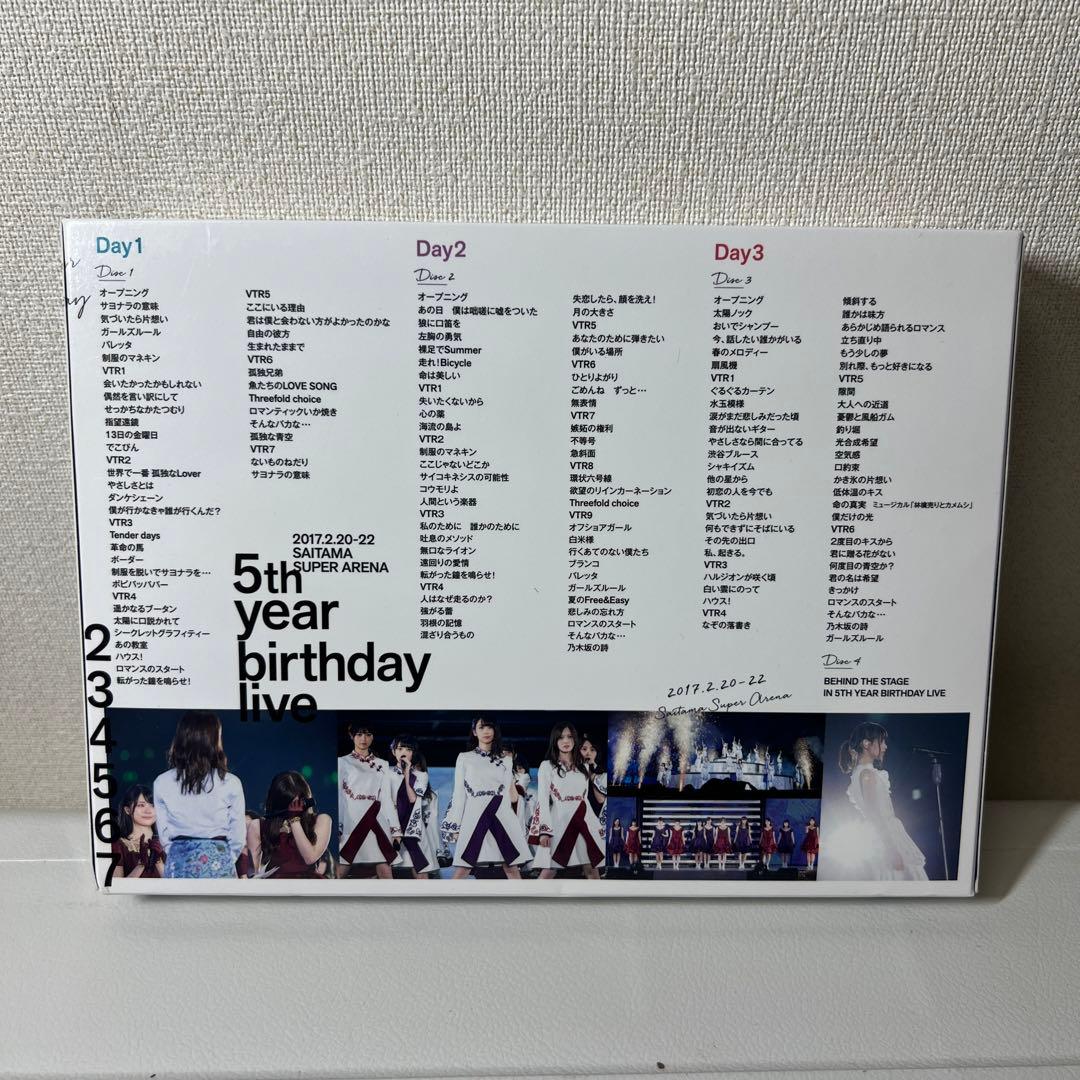 Day1
Disc 1
オープニング
サヨナラの意味
気づいたら片想い
ガールズルール
バレッタ
制服のマネキン
VTR1
会いたかったかもしれない
偶然を言い訳にして
せっかちなかたつむり
指望遠鏡
13日の金曜日
でこぴん
VTR2
世界で一番 孤独なLover
やさしさとは
ダンケシェーン
僕が行かなきゃ誰が行くんだ?
VTR3
Tender days
革命の馬
ボーダー
制服を脱いでサヨナラを…
ポピパッパパー
VTR4
遥かなるブータン
太陽に口説かれて
シークレットグラフィティー
あの教室
ハウス!
ロマンスのスタート
転がった鐘を鳴らせ!
VTR5
ここにいる理由
君は僕と会わない方がよかったのかな
自由の彼方
生まれたままで
VTR6
孤独兄弟
魚たちのLOVE SONG
Threefold choice
ロマンティックいか焼き
そんなバカな…
孤独な青空
VTR7
ないものねだり
サヨナラの意味
Day2
Disc 2
オープニング
あの日 僕は咄嗟に嘘をついた
狼に口笛を
左胸の勇気
裸足でSummer
走れ!Bicycle
命は美しい
VTR1
失いたくないから
心の薬
海流の島よ
VTR2
制服のマネキン
ここじゃないどこか
サイコキネシスの可能性
コウモリよ
人間という楽器
VTR3
私のために 誰かのために
吐息のメソッド
無口なライオン
遠回りの愛情
転がった鐘を鳴らせ!
VTR4
人はなぜ走るのか?
強がる蕾
羽根の記憶
混ざり合うもの
失恋したら、顔を洗え!
月の大きさ
VTR5
あなたのために弾きたい
僕がいる場所
VTR6
ひとりよがり
ごめんね ずっと…
無表情
VTR7
嫉妬の権利
不等号
急斜面
VTR8
環状六号線
欲望のリインカーネーション
Threefold choice
VTR9
オフショアガール
白米様
行くあてのない僕たち
ブランコ
バレッタ
ガールズルール
夏のFree&Easy
悲しみの忘れ方
ロマンスのスタート
そんなバカな…
乃木坂の詩
Day3
Disc 3
オープニング
太陽ノック
おいでシャンプー
今、話したい誰かがいる
春のメロディー
扇風機
VTR1
ぐるぐるカーテン
水玉模様
涙がまだ悲しみだった頃
音が出ないギター
やさしさなら間に合ってる
渋谷ブルース
シャキイズム
他の星から
初恋の人を今でも
VTR2
気づいたら片想い
何もできずにそばにいる
その先の出口
私、起きる。
VTR3
ハルジオンが咲く頃
白い雲にのって
ハウス!
VTR4
なぞの落書き
傾斜する
誰かは味方
あらかじめ語られるロマンス
立ち直り中
もう少しの夢
別れ際、もっと好きになる
VTR5
隙間
大人への近道
憂鬱と風船ガム
釣り堀
光合成希望
空気感
口約束
かき氷の片想い
低体温のキス
命の真実 ミュージカル「林檎売りとカメムシ」
僕だけの光
VTR6
2度目のキスから
君に贈る花がない
何度目の青空か?
君の名は希望
きっかけ
ロマンスのスタート
そんなバカな…
乃木坂の詩
ガールズルール
Disc 4
BEHIND THE STAGE
IN 5TH YEAR BIRTHDAY LIVE
2017.2.20-22
SAITAMA
SUPER ARENA
5th
year
birthday
live
2
3
4
5
6
7
2017.2.20-22
Saitama Super Arena